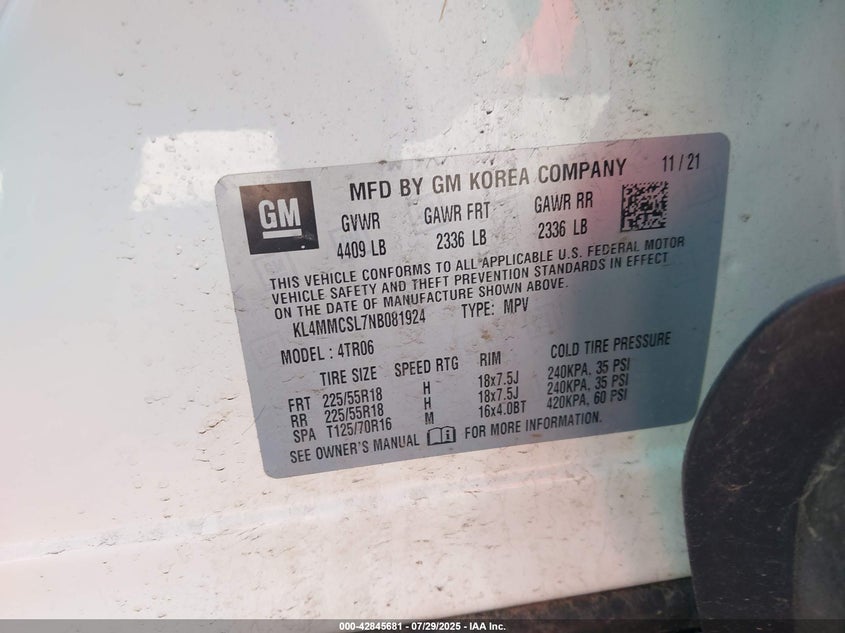 GM
MFD BY GM KOREA COMPANY 11 / 21
GVWR GAWR FRT GAWR RR
4409 LB 2336 LB 2336 LB
THIS VEHICLE CONFORMS TO ALL APPLICABLE U.S. FEDERAL MOTOR
VEHICLE SAFETY AND THEFT PREVENTION STANDARDS IN EFFECT
ON THE DATE OF MANUFACTURE SHOWN ABOVE.
KL4MMCSL7NB081924 TYPE: MPV
MODEL : 4TR06
TIRE SIZE SPEED RTG RIM COLD TIRE PRESSURE
FRT 225/55R18 H 18x7.5J 240KPA, 35 PSI
RR 225/55R18 H 18x7.5J 240KPA, 35 PSI
SPA T125/70R16 M 16x4.0BT 420KPA, 60 PSI
SEE OWNER'S MANUAL FOR MORE INFORMATION.
000-42845681 / 07/29/2025 - IAA Inc.